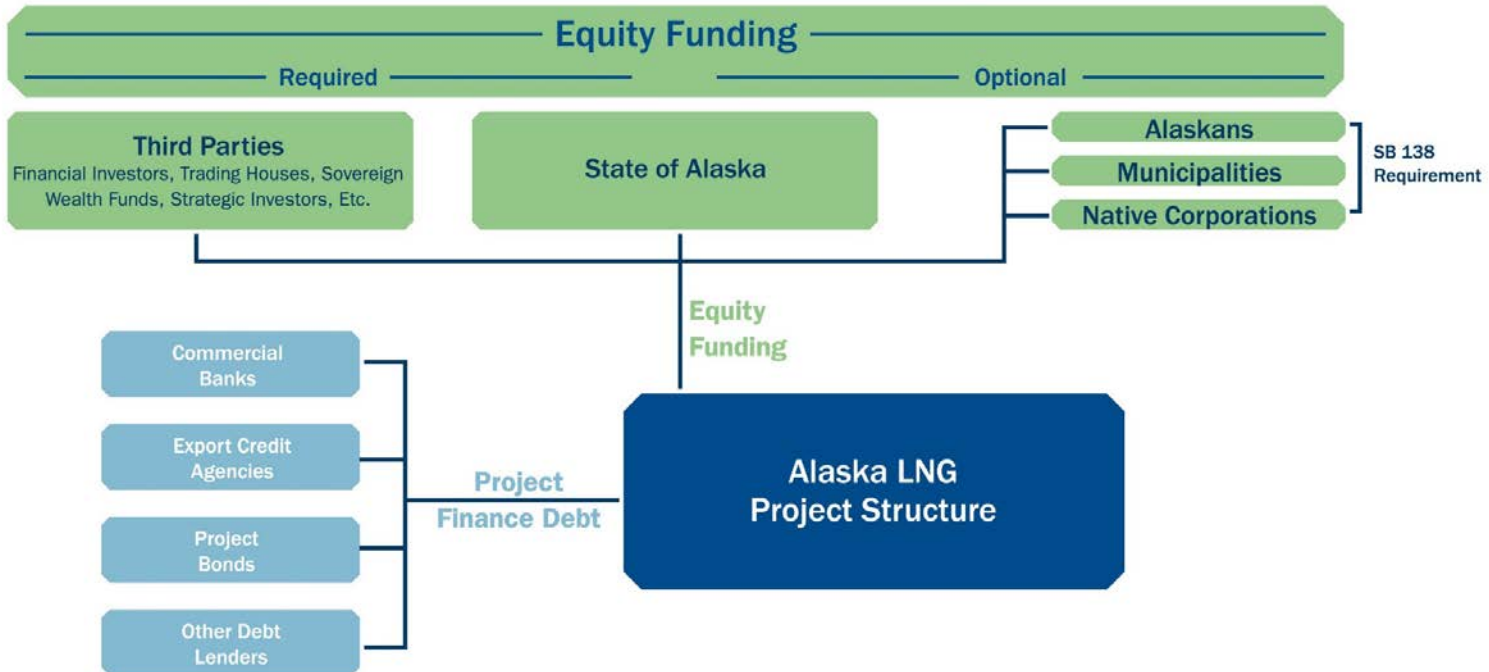 Equity Funding
Required
Optional
Third Parties
Financial Investors, Trading Houses, Sovereign
Wealth Funds, Strategic Investors, Etc.
State of Alaska
Alaskans
Municipalities
Native Corporations
SB 138
Requirement
Equity
Funding
Commercial
Banks
Export Credit
Agencies
Project
Bonds
Other Debt
Lenders
Project
Finance Debt
Alaska LNG
Project Structure